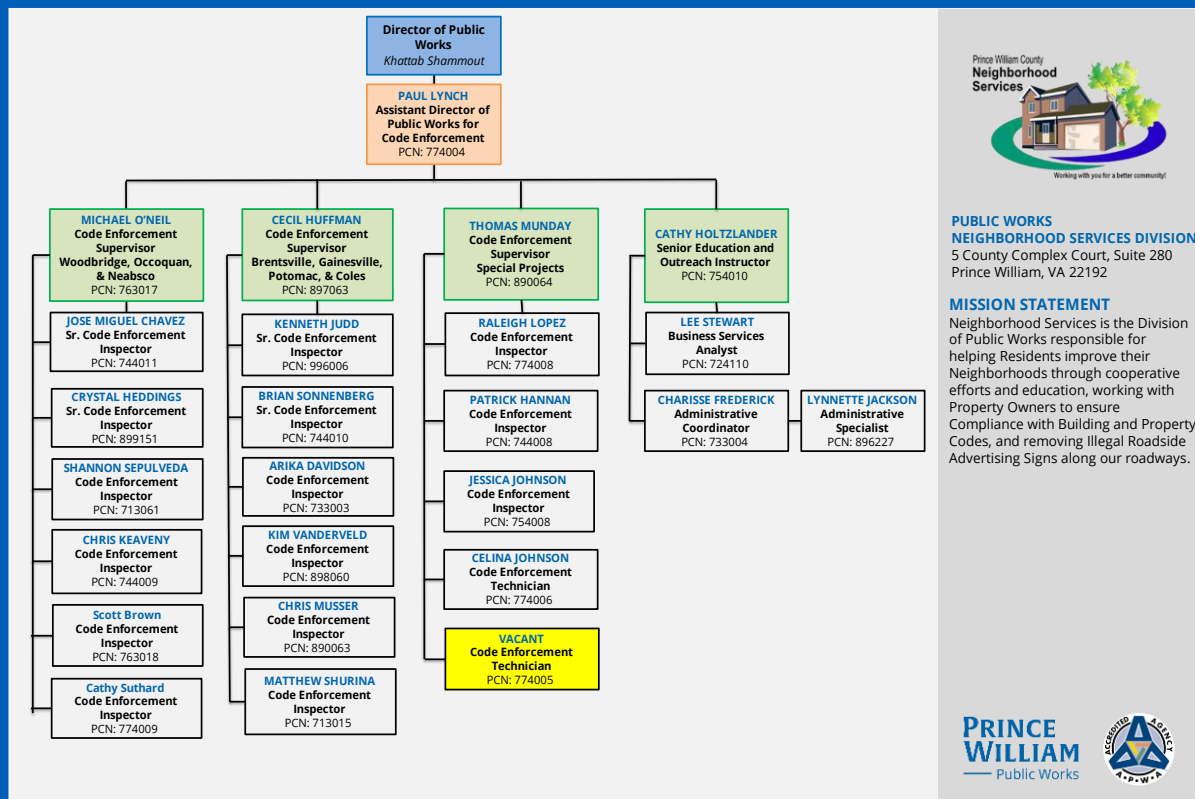 Director of Public
Works
Khattab Shammout
PAUL LYNCH
Assistant Director of
Public Works for
Code Enforcement
PCN: 774004
MICHAEL O'NEIL
Code Enforcement
Supervisor
Woodbridge, Occoquan,
& Neabsco
PCN: 763017
JOSE MIGUEL CHAVEZ
Sr. Code Enforcement
Inspector
PCN: 744011
CRYSTAL HEDDINGS
Sr. Code Enforcement
Inspector
PCN: 899151
SHANNON SEPULVEDA
Code Enforcement
Inspector
PCN: 713061
CHRIS KEAVENY
Code Enforcement
Inspector
PCN: 744009
Scott Brown
Code Enforcement
Inspector
PCN: 763018
Cathy Suthard
Code Enforcement
Inspector
PCN: 774009
CECIL HUFFMAN
Code Enforcement
Supervisor
Brentsville, Gainesville,
Potomac, & Coles
PCN: 897063
KENNETH JUDD
Sr. Code Enforcement
Inspector
PCN: 996006
BRIAN SONNENBERG
Sr. Code Enforcement
Inspector
PCN: 744010
ARIKA DAVIDSON
Code Enforcement
Inspector
PCN: 733003
KIM VANDERVELD
Code Enforcement
Inspector
PCN: 898060
CHRIS MUSSER
Code Enforcement
Inspector
PCN: 890063
MATTHEW SHURINA
Code Enforcement
Inspector
PCN: 713015
THOMAS MUNDAY
Code Enforcement
Supervisor
Special Projects
PCN: 890064
RALEIGH LOPEZ
Code Enforcement
Inspector
PCN: 774008
PATRICK HANNAN
Code Enforcement
Inspector
PCN: 744008
JESSICA JOHNSON
Code Enforcement
Inspector
PCN: 754008
CELINA JOHNSON
Code Enforcement
Technician
PCN: 774006
VACANT
Code Enforcement
Technician
PCN: 774005
CATHY HOLTZLANDER
Senior Education and
Outreach Instructor
PCN: 754010
LEE STEWART
Business Services
Analyst
PCN: 724110
CHARISSE FREDERICK
Administrative
Coordinator
PCN: 733004
LYNNETTE JACKSON
Administrative
Specialist
PCN: 896227
Prince William County
Neighborhood
Services
Working with you for a better community!
PUBLIC WORKS
NEIGHBORHOOD SERVICES DIVISION
5 County Complex Court, Suite 280
Prince William, VA 22192
MISSION STATEMENT
Neighborhood Services is the Division
of Public Works responsible for
helping Residents improve their
Neighborhoods through cooperative
efforts and education, working with
Property Owners to ensure
Compliance with Building and Property
Codes, and removing Illegal Roadside
Advertising Signs along our roadways.
PRINCE
WILLIAM
Public Works
ACCREDITED AGENCY
A•P•W•A